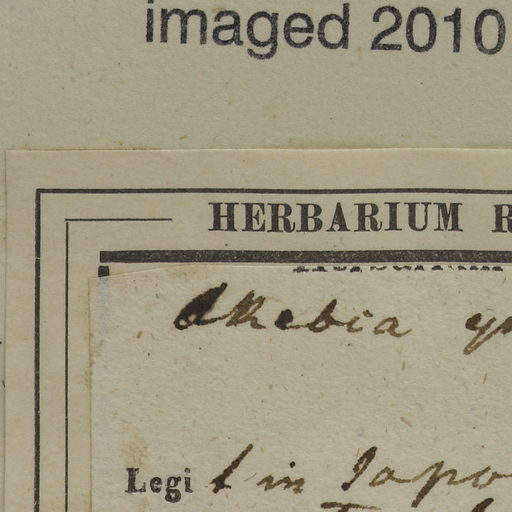 imaged 2010
HERBARIUM R
Akebia
Legi t in Japo